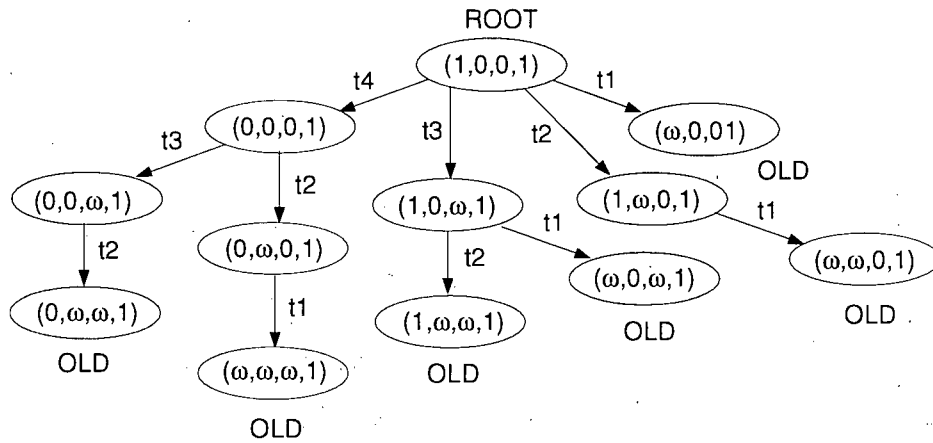 ROOT
(1,0,0,1)
t4
t1
(0,0,0,1)
t3
t2
(ω,0,01)
OLD
t3
t2
(0,0,ω,1)
(1,0,ω,1)
(1,ω,0,1)
t1
t1
t2
(0,ω,0,1)
t2
(ω,ω,0,1)
(ω,0,ω,1)
(0,ω,ω,1)
t1
(1,ω,ω,1)
OLD
OLD
OLD
(ω,ω,ω,1)
OLD
OLD